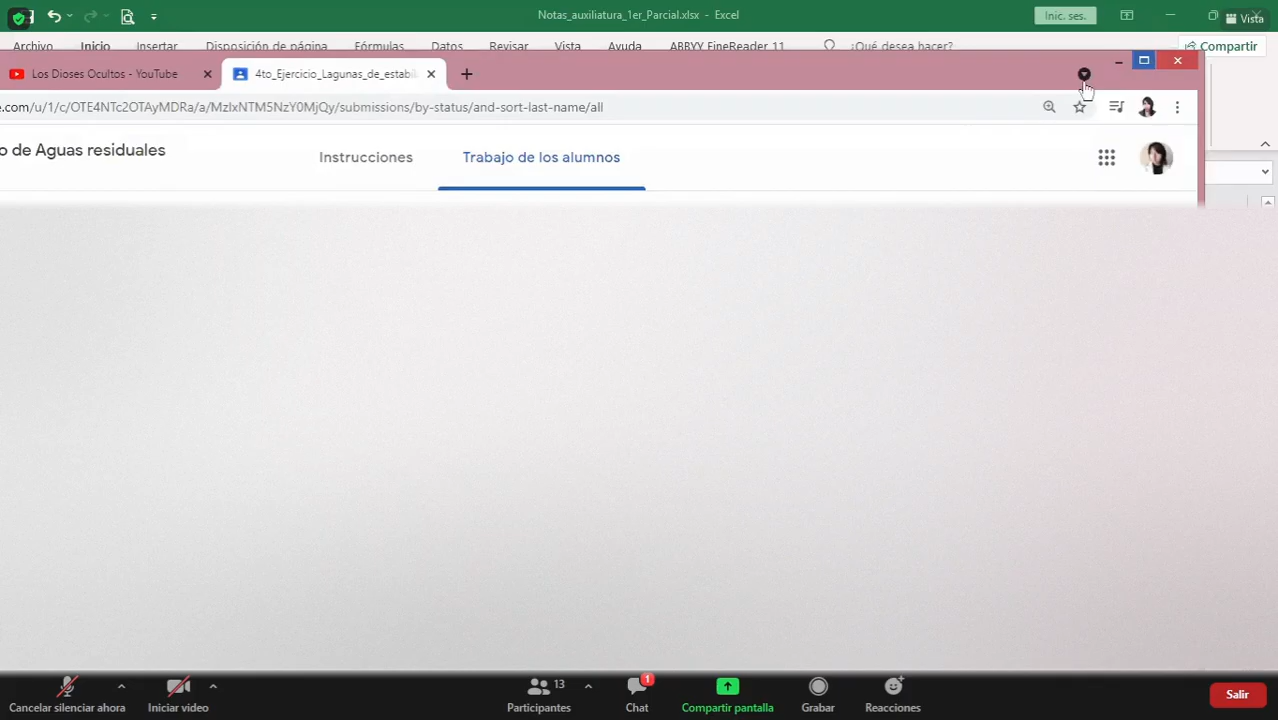 Notas_auxiliatura_1er_Parcial.xlsx - Excel
Inic. ses.
Vista
Archivo Inicio Insertar Disposición de página Fórmulas Datos Revisar Vista Ayuda ABBYY FineReader 11 ¿Qué desea hacer? Compartir
Los Dioses Ocultos - YouTube
4to_Ejercicio_Lagunas_de_estabil
e.com/u/1/c/OTE4NTc2OTAyMDRa/a/MzIxNTM5NzY0MjQy/submissions/by-status/and-sort-last-name/all
o de Aguas residuales
Instrucciones
Trabajo de los alumnos
13
1
Cancelar silenciar ahora
Iniciar video
Participantes
Chat
Compartir pantalla
Grabar
Reacciones
Salir